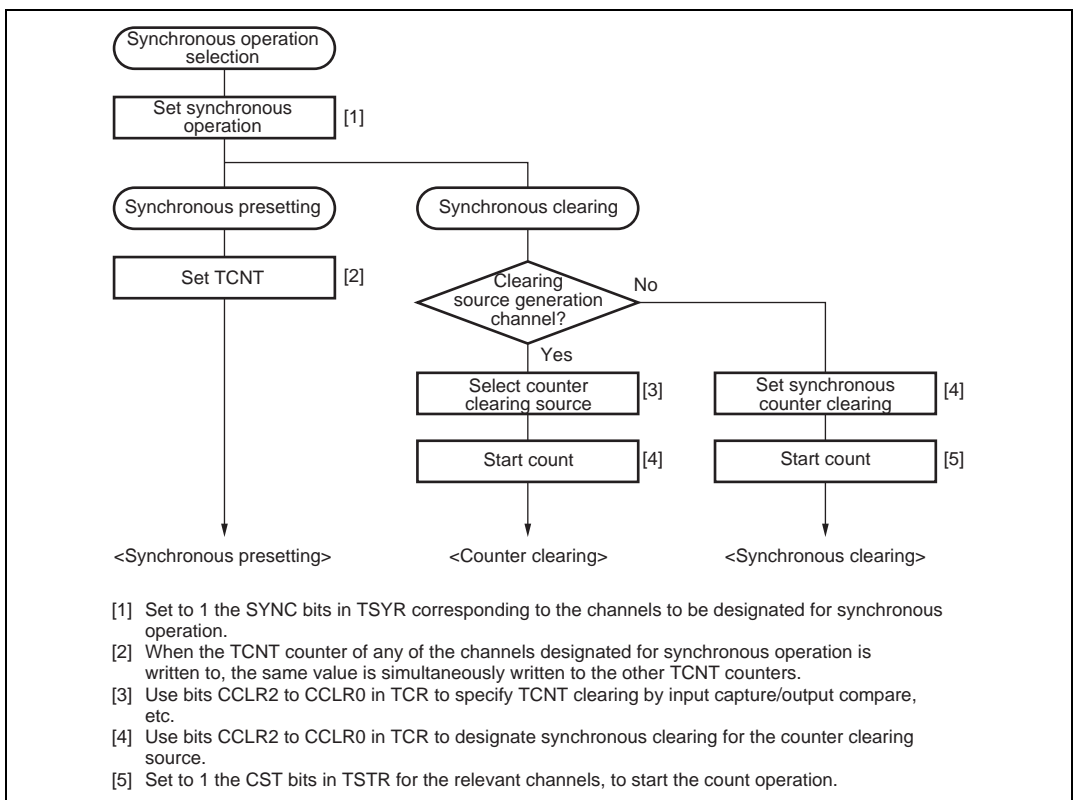 Synchronous operation
selection
Set synchronous
operation
[1]
Synchronous presetting
Synchronous clearing
Set TCNT
[2]
Clearing
source generation
channel?
No
Yes
Select counter
clearing source
[3]
Set synchronous
counter clearing
[4]
Start count
[4]
Start count
[5]
<Synchronous presetting>
<Counter clearing>
<Synchronous clearing>
[1] Set to 1 the SYNC bits in TSYR corresponding to the channels to be designated for synchronous
operation.
[2] When the TCNT counter of any of the channels designated for synchronous operation is
written to, the same value is simultaneously written to the other TCNT counters.
[3] Use bits CCLR2 to CCLR0 in TCR to specify TCNT clearing by input capture/output compare,
etc.
[4] Use bits CCLR2 to CCLR0 in TCR to designate synchronous clearing for the counter clearing
source.
[5] Set to 1 the CST bits in TSTR for the relevant channels, to start the count operation.